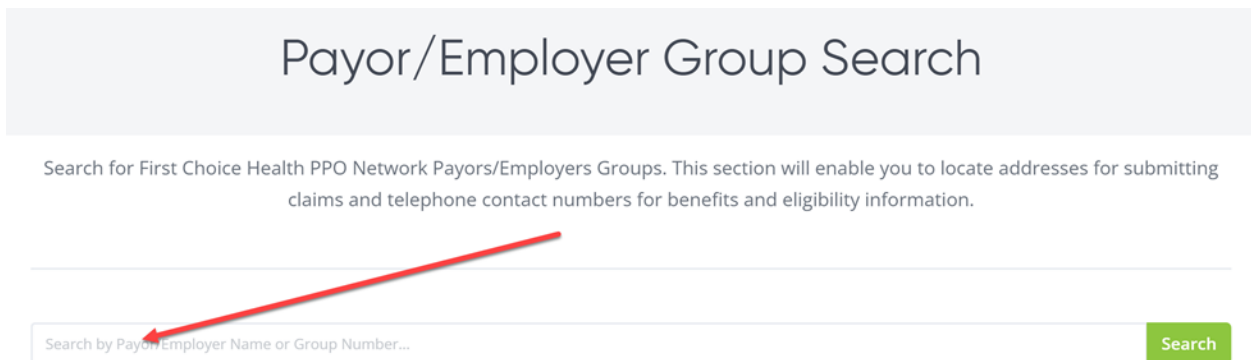 Payor/Employer Group Search
Search for First Choice Health PPO Network Payors/Employers Groups. This section will enable you to locate addresses for submitting
claims and telephone contact numbers for benefits and eligibility information.
Search by Payor/Employer Name or Group Number...
Search